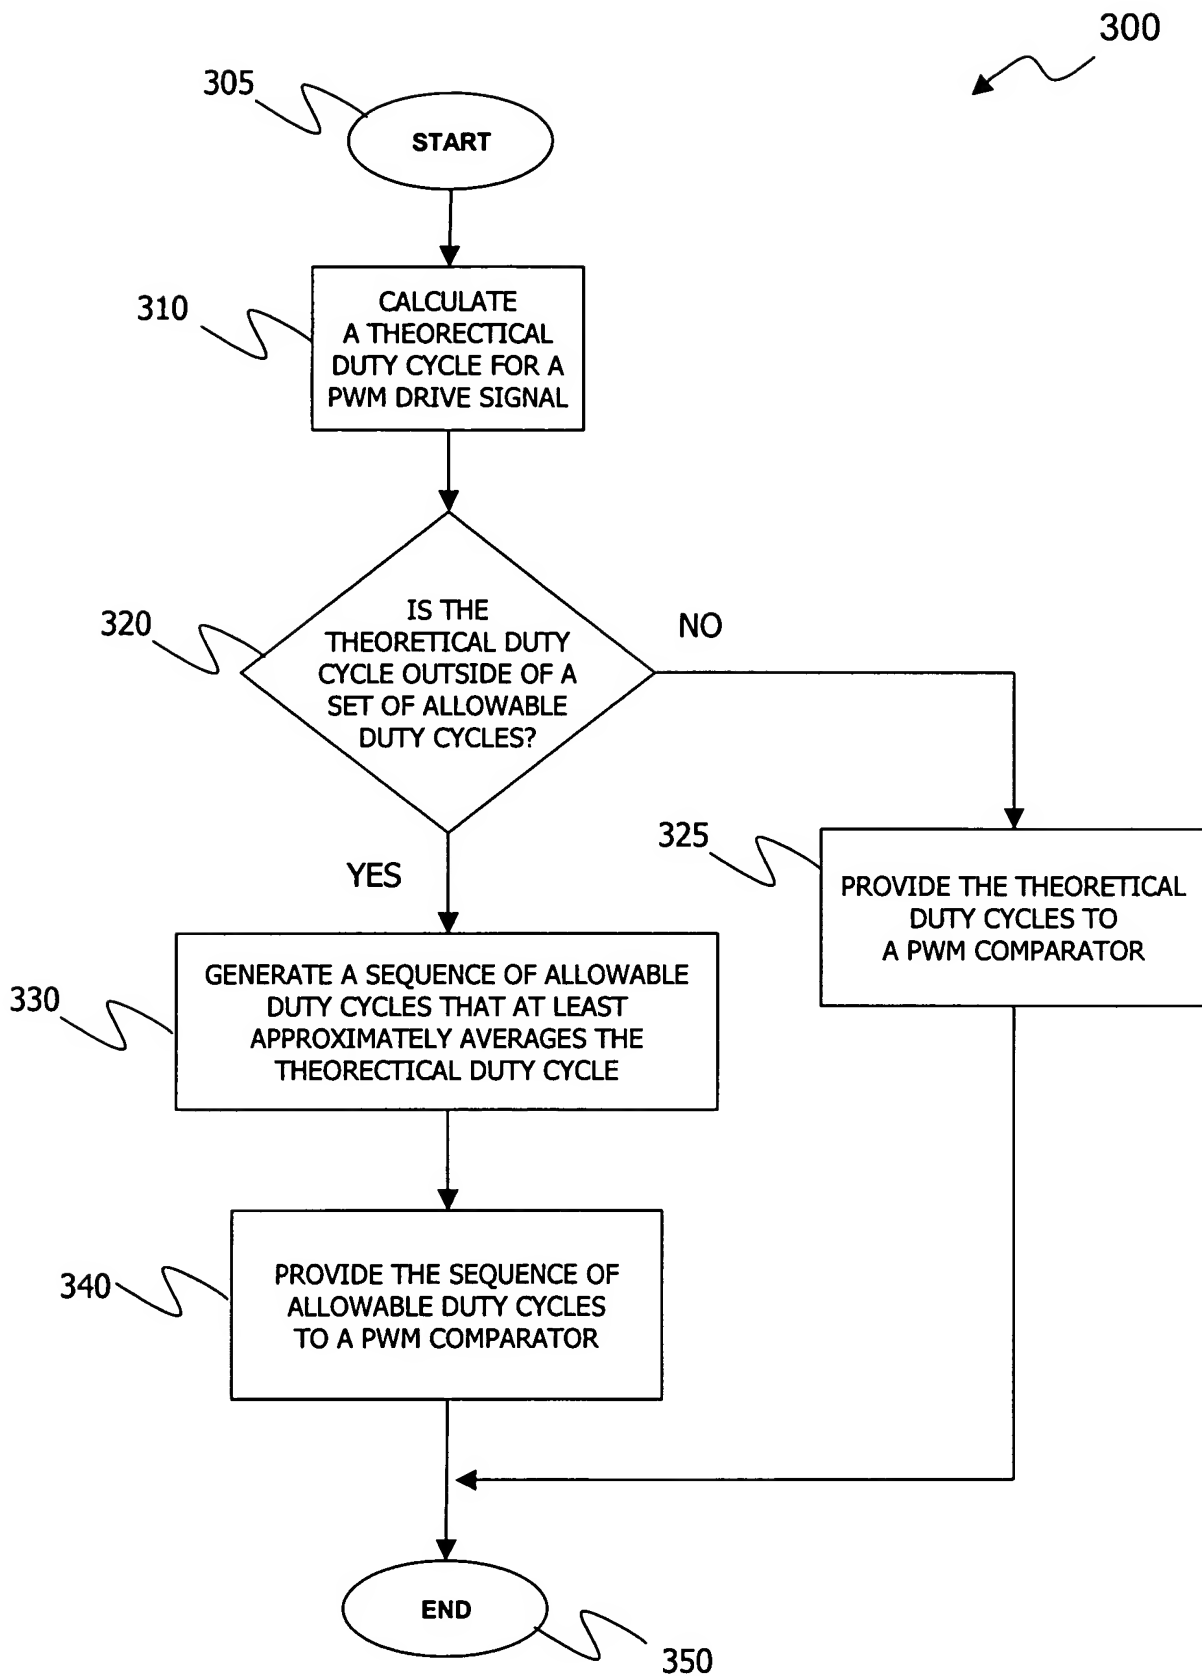 300
305
START
310
CALCULATE
A THEORECTICAL
DUTY CYCLE FOR A
PWM DRIVE SIGNAL
320
IS THE
THEORETICAL DUTY
CYCLE OUTSIDE OF A
SET OF ALLOWABLE
DUTY CYCLES?
NO
YES
325
PROVIDE THE THEORETICAL
DUTY CYCLES TO
A PWM COMPARATOR
330
GENERATE A SEQUENCE OF ALLOWABLE
DUTY CYCLES THAT AT LEAST
APPROXIMATELY AVERAGES THE
THEORECTICAL DUTY CYCLE
340
PROVIDE THE SEQUENCE OF
ALLOWABLE DUTY CYCLES
TO A PWM COMPARATOR
END
350